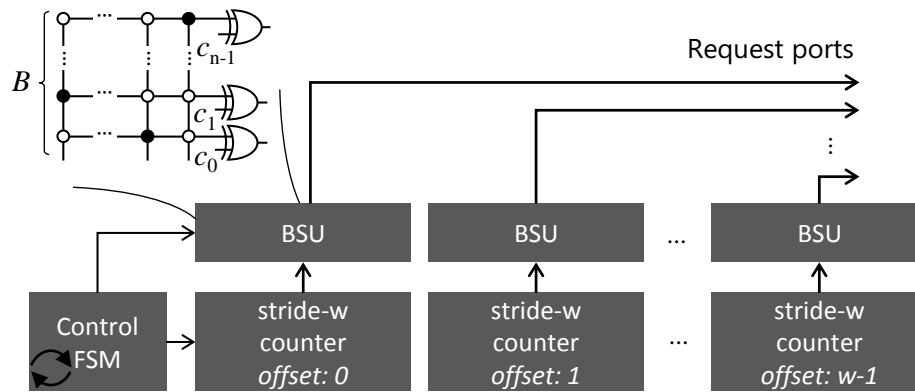 ...
c_{n-1}
Request ports
B
...
c_1
...
c_0
...
BSU
BSU
...
BSU
Control
FSM
stride-w
counter
offset: 0
stride-w
counter
offset: 1
...
stride-w
counter
offset: w-1